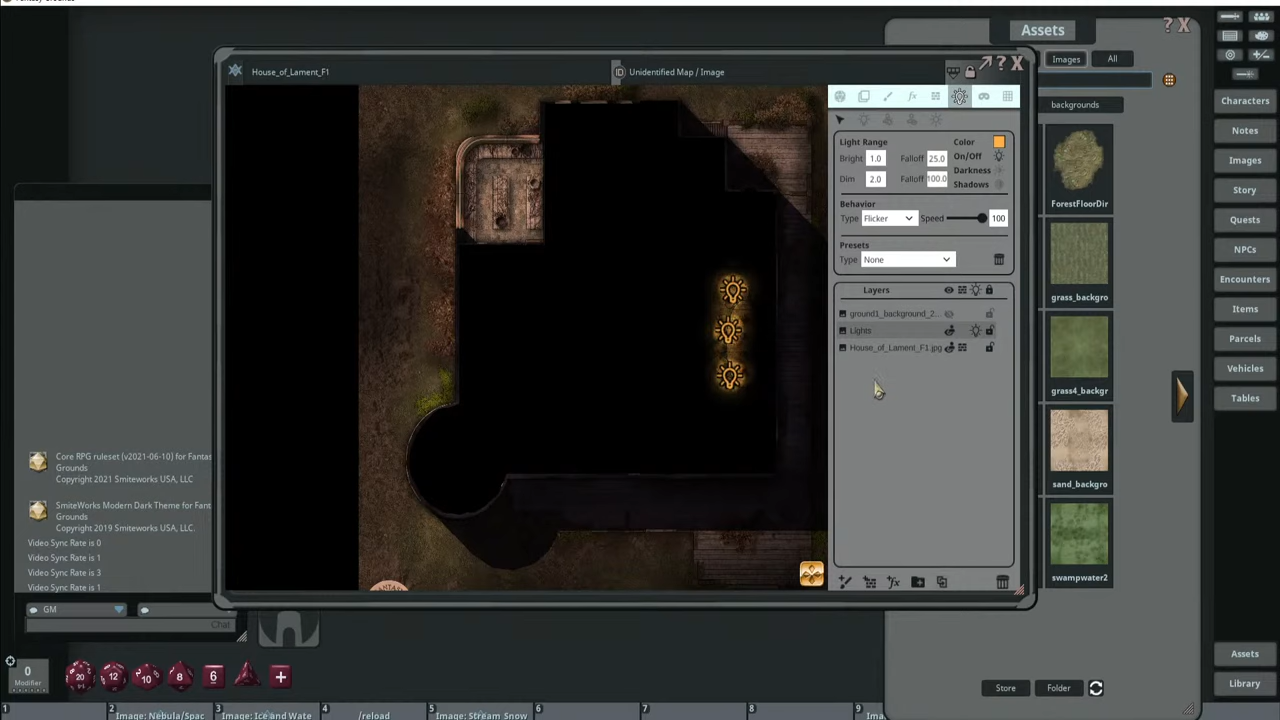 House_of_Lament_F1
Unidentified Map / Image
ID
Assets
Images
All
backgrounds
Light Range
Color
Bright 1.0 Falloff 25.0
On/Off
Dim 2.0 Falloff 100.0
Darkness
Shadows
Behavior
Type Flicker Speed 100
Presets
Type None
Layers
ground1_background_2...
Lights
House_of_Lament_F1.jpg
ForestFloorDir
grass_backgro
grass4_backgr
sand_backgro
swampwater2
Characters
Notes
Images
Story
Quests
NPCs
Encounters
Items
Parcels
Vehicles
Tables
Assets
Library
Store
Folder
Core RPG ruleset (v2021-06-10) for Fantas
Grounds
Copyright 2021 Smiteworks USA, LLC
SmiteWorks Modern Dark Theme for Fant
Grounds
Copyright 2019 Smiteworks USA, LLC.
Video Sync Rate is 0
Video Sync Rate is 1
Video Sync Rate is 3
Video Sync Rate is 1
GM
Chat
0
Modifier
20
12
10
8
6
1
2 Image: Nebula/Spac
3 Image: Ice and Wate
4 /reload
5 Image: Stream_Snow
6
7
8
9 Ima